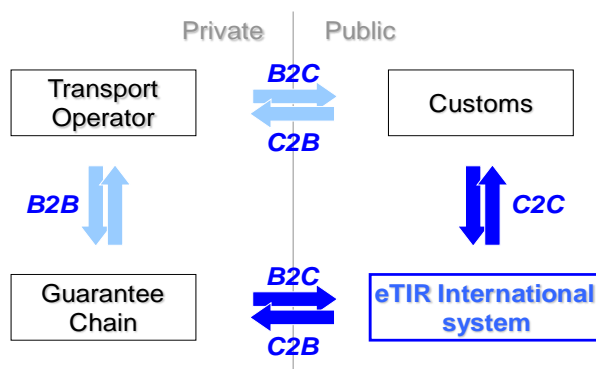 Private
Public
B2C
Transport
Operator
Customs
C2B
B2B
C2C
B2C
Guarantee
Chain
eTIR International
system
C2B